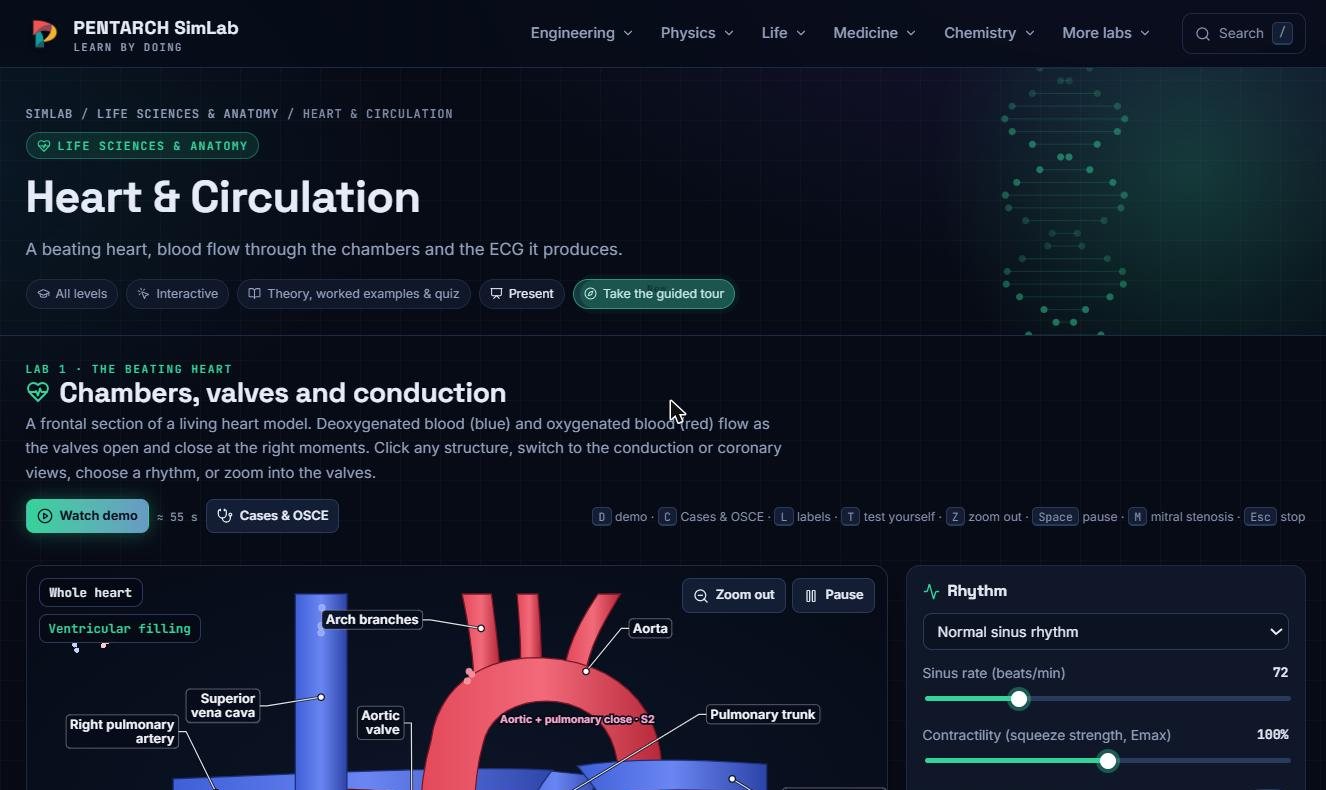 PENTARCH SimLab
LEARN BY DOING
Engineering Physics Life Medicine Chemistry More labs Search /
SIMLAB / LIFE SCIENCES & ANATOMY / HEART & CIRCULATION
LIFE SCIENCES & ANATOMY
Heart & Circulation
A beating heart, blood flow through the chambers and the ECG it produces.
All levels Interactive Theory, worked examples & quiz Present Take the guided tour
LAB 1 · THE BEATING HEART
Chambers, valves and conduction
A frontal section of a living heart model. Deoxygenated blood (blue) and oxygenated blood (red) flow as
the valves open and close at the right moments. Click any structure, switch to the conduction or coronary
views, choose a rhythm, or zoom into the valves.
Watch demo ≈ 55 s Cases & OSCE D demo · C Cases & OSCE · L labels · T test yourself · Z zoom out · Space pause · M mitral stenosis · Esc stop
Whole heart
Ventricular filling
Zoom out Pause
Arch branches
Aorta
Superior
vena cava
Right pulmonary
artery
Aortic
valve
Aortic + pulmonary close · S2
Pulmonary trunk
Rhythm
Normal sinus rhythm
Sinus rate (beats/min) 72
Contractility (squeeze strength, Emax) 100%